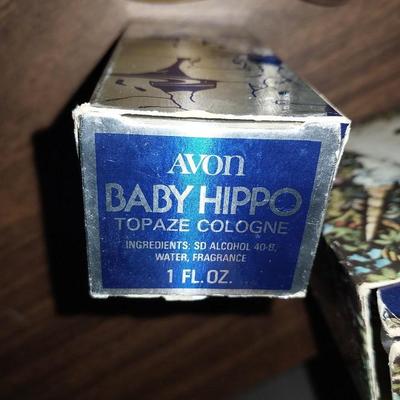 AVON
BABY HIPPO
TOPAZE COLOGNE
INGREDIENTS: SD ALCOHOL 40-B,
WATER, FRAGRANCE
1 FL. OZ.